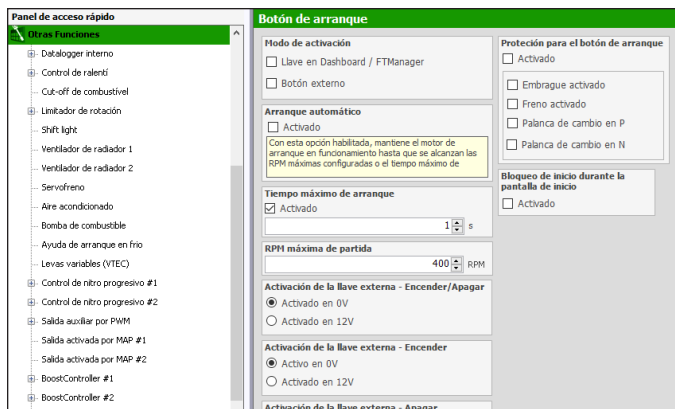 Panel de acceso rápido
Otras Funciones
Datalogger interno
Control de ralentí
Cut-off de combustível
Limitador de rotación
Shift light
Ventilador de radiador 1
Ventilador de radiador 2
Servofreno
Aire acondicionado
Bomba de combustible
Ayuda de arranque en frio
Levas variables (VTEC)
Control de nitro progresivo #1
Control de nitro progresivo #2
Salida auxiliar por PWM
Salida activada por MAP #1
Salida activada por MAP #2
BoostController #1
BoostController #2
Botón de arranque
Modo de activación
Llave en Dashboard / FTManager
Botón externo
Arranque automático
Activado
Con esta opción habilitada, mantiene el motor de
arranque en funcionamiento hasta que se alcanzan las
RPM máximas configuradas o el tiempo máximo de
Tiempo máximo de arranque
Activado
1 s
RPM máxima de partida
400 RPM
Activación de la llave externa - Encender/Apagar
Activado en 0V
Activado en 12V
Activación de la llave externa - Encender
Activo en 0V
Activado en 12V
Activación de la llave externa - Apagar
Proteción para el botón de arranque
Activado
Embrague activado
Freno activado
Palanca de cambio en P
Palanca de cambio en N
Bloqueo de inicio durante la
pantalla de inicio
Activado